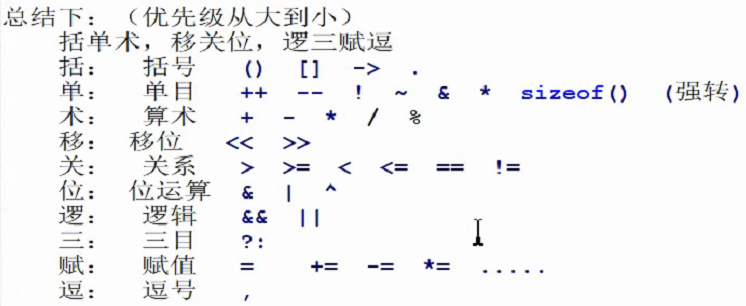 总结下：（优先级从大到小）
括单术，移关位，逻三赋逗
括： 括号 () [] -> .
单： 单目 ++ -- ! ~ & * sizeof() (强转)
术： 算术 + - * / %
移： 移位 << >>
关： 关系 > >= < <= == !=
位： 位运算 & | ^
逻： 逻辑 && ||
三： 三目 ?:
赋： 赋值 = += -= *= .....
逗： 逗号 ,